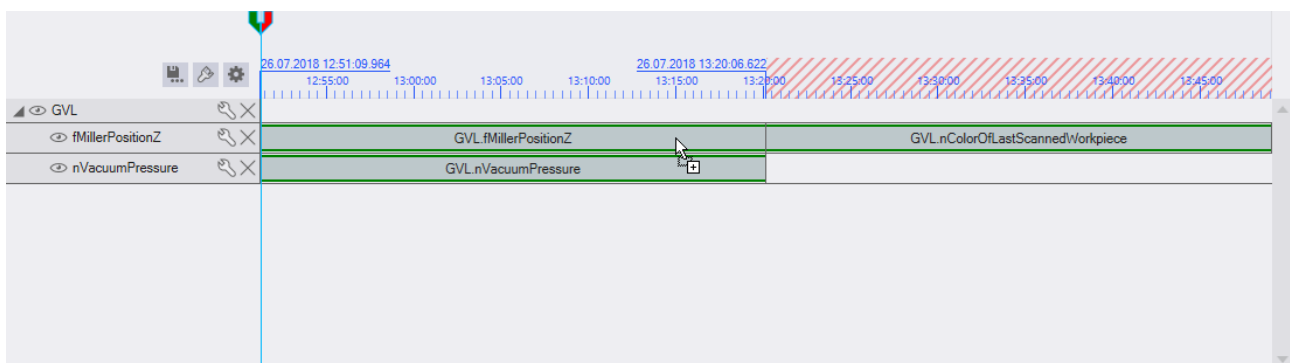 26.07.2018 12:51:09.964 26.07.2018 13:20:06.622
12:55:00 13:00:00 13:05:00 13:10:00 13:15:00 13:20:00 13:25:00 13:30:00 13:35:00 13:40:00 13:45:00
GVL
fMillerPositionZ GVL.fMillerPositionZ GVL.nColorOfLastScannedWorkpiece
nVacuumPressure GVL.nVacuumPressure